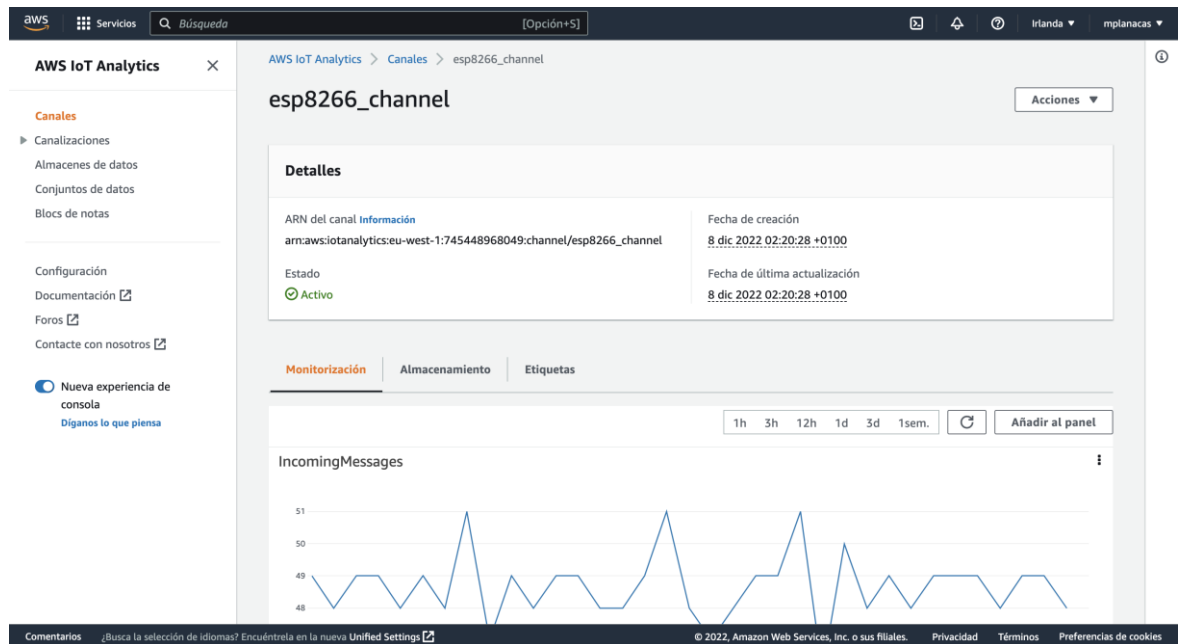 aws
Servicios
Búsqueda
[Opción+S]
Irlanda ▼
mplanacas ▼
AWS IoT Analytics
Canales
Canalizaciones
Almacenes de datos
Conjuntos de datos
Blocs de notas
Configuración
Documentación
Foros
Contacte con nosotros
Nueva experiencia de
consola
Díganos lo que piensa
AWS IoT Analytics > Canales > esp8266_channel
esp8266_channel
Acciones ▼
Detalles
ARN del canal Información
arn:aws:iotanalytics:eu-west-1:745448968049:channel/esp8266_channel
Estado
Activo
Fecha de creación
8 dic 2022 02:20:28 +0100
Fecha de última actualización
8 dic 2022 02:20:28 +0100
Monitorización
Almacenamiento
Etiquetas
1h 3h 12h 1d 3d 1sem.
Añadir al panel
IncomingMessages
51
50
49
48
Comentarios
¿Busca la selección de idiomas? Encuéntrela en la nueva Unified Settings
© 2022, Amazon Web Services, Inc. o sus filiales.
Privacidad
Términos
Preferencias de cookies